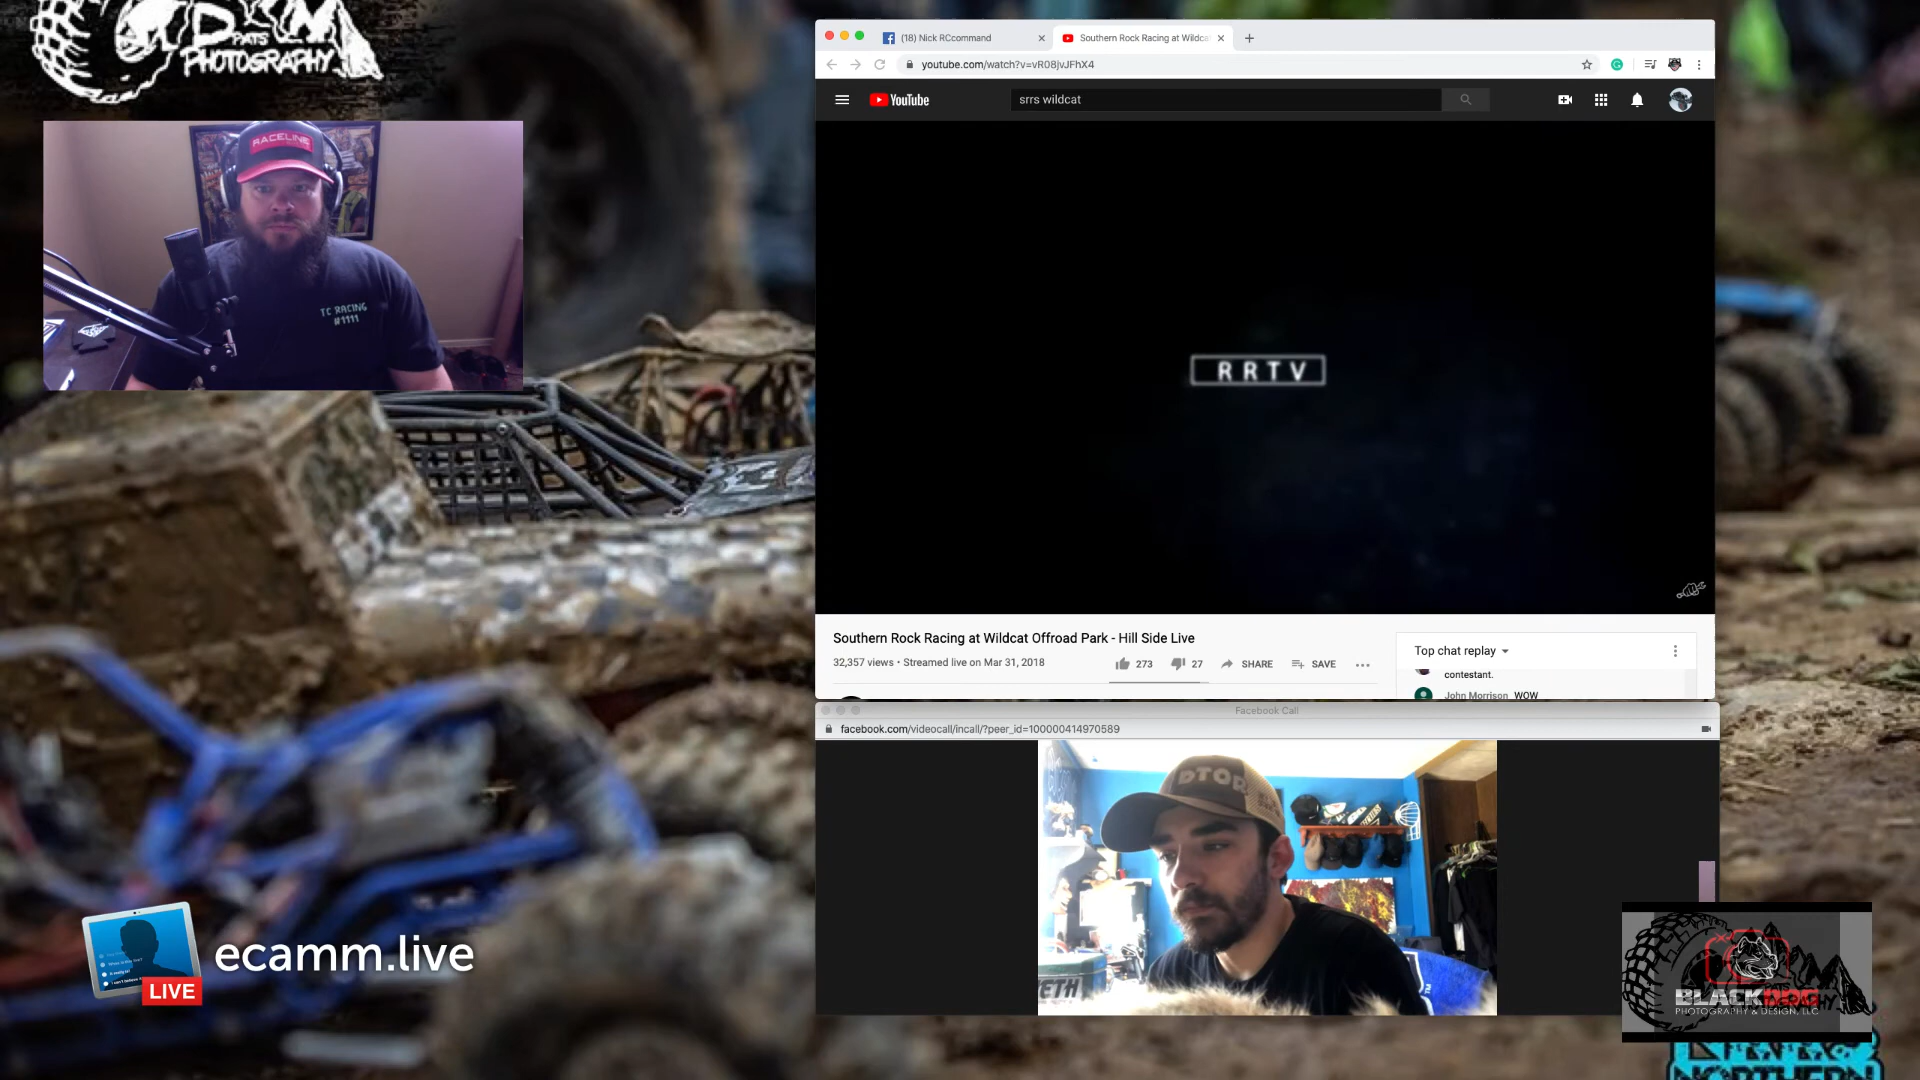 PATS
PHOTOGRAPHY
RACELINE
TC RACING
#1111
(18) Nick RCcommand
Southern Rock Racing at Wildca
youtube.com/watch?v=vR08jvJFhX4
YouTube
srrs wildcat
RRTV
Southern Rock Racing at Wildcat Offroad Park - Hill Side Live
32,357 views • Streamed live on Mar 31, 2018
273
27
SHARE
SAVE
Top chat replay
contestant.
John Morrison WOW
Facebook Call
facebook.com/videocall/incall/?peer_id=100000414970589
DTOR
ecamm.live
LIVE
BLACKDOG
PHOTOGRAPHY & DESIGN, LLC
NORTHERN